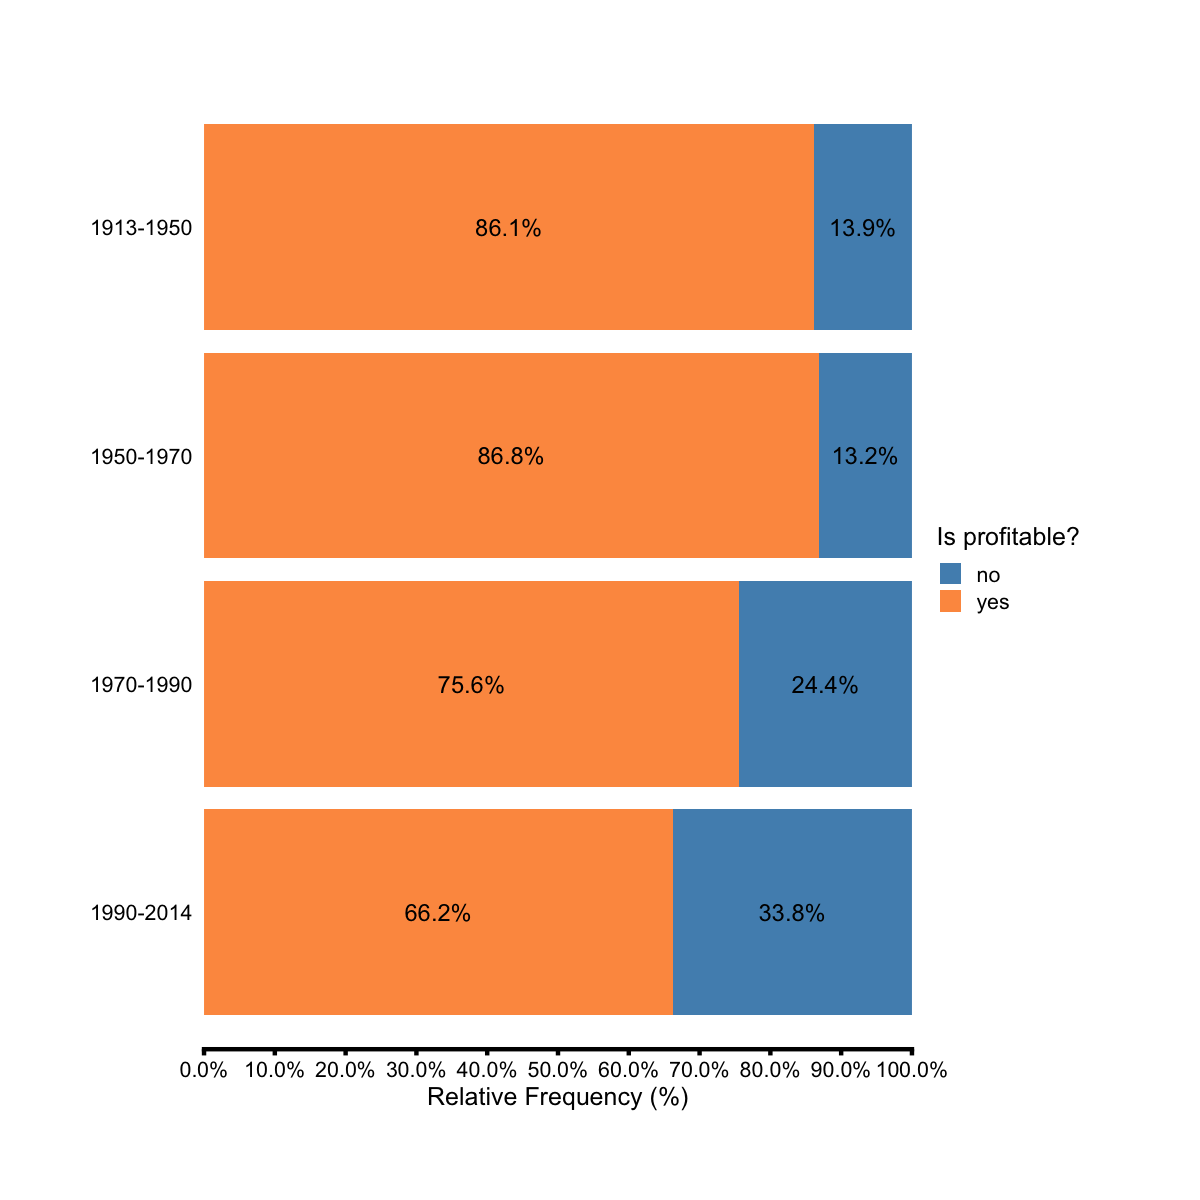 1913-1950
86.1%
13.9%
1950-1970
86.8%
13.2%
Is profitable?
no
yes
1970-1990
75.6%
24.4%
1990-2014
66.2%
33.8%
0.0% 10.0% 20.0% 30.0% 40.0% 50.0% 60.0% 70.0% 80.0% 90.0% 100.0%
Relative Frequency (%)